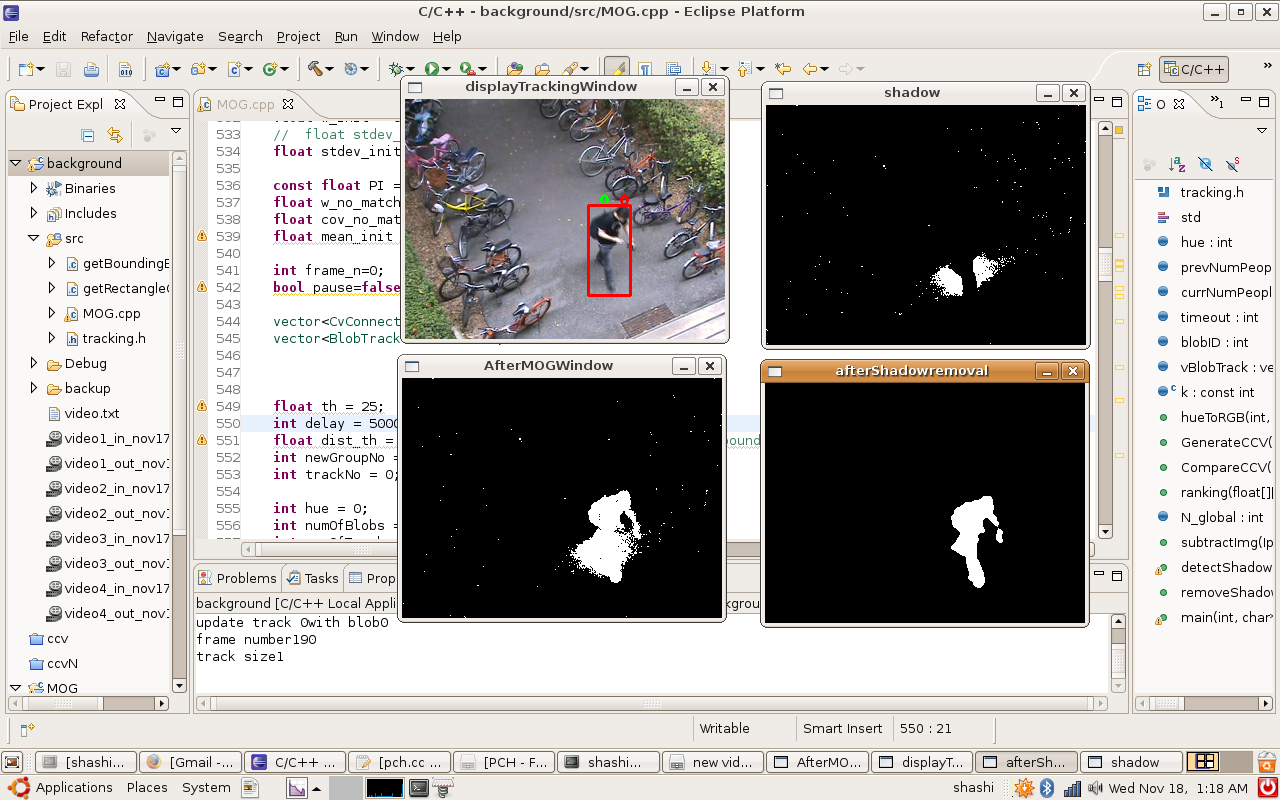 C/C++ - background/src/MOG.cpp - Eclipse Platform
File Edit Refactor Navigate Search Project Run Window Help
C/C++
Project Expl
MOG.cpp
displayTrackingWindow
shadow
AfterMOGWindow
afterShadowremoval
background
Binaries
Includes
src
getBoundingB
getRectangle(
MOG.cpp
tracking.h
Debug
backup
video.txt
video1_in_nov17
video1_out_nov1
video2_in_nov17
video2_out_nov1
video3_in_nov17
video3_out_nov1
video4_in_nov17
video4_out_nov1
ccv
ccvN
MOG
533 // float stdev_
534 float stdev_init
535
536 const float PI =
537 float w_no_match
538 float cov_no_mat
539 float mean_init
540
541 int frame_n=0;
542 bool pause=false
543
544 vector<CvConnect
545 vector<BlobTrack
546
547
548
549 float th = 25;
550 int delay = 5000
551 float dist_th = bound
552 int newGroupNo =
553 int trackNo = 0;
554
555 int hue = 0;
556 int numOfBlobs =
O
1
tracking.h
std
hue : int
prevNumPeop
currNumPeopl
timeout : int
blobID : int
vBlobTrack : ve
k : const int
hueToRGB(int,
GenerateCCV(
CompareCCV(
ranking(float[][
N_global : int
subtractImg(Ip
detectShadow
removeShadow
main(int, char*
Problems Tasks Prop
background [C/C++ Local Appli
update track 0with blob0
frame number190
track size1
Writable Smart Insert 550 : 21
[shashi... [Gmail -... C/C++ ... [pch.cc ... [PCH - F... shashi... new vid... AfterMO... displayT... afterSh... shadow
Applications Places System shashi Wed Nov 18, 1:18 AM